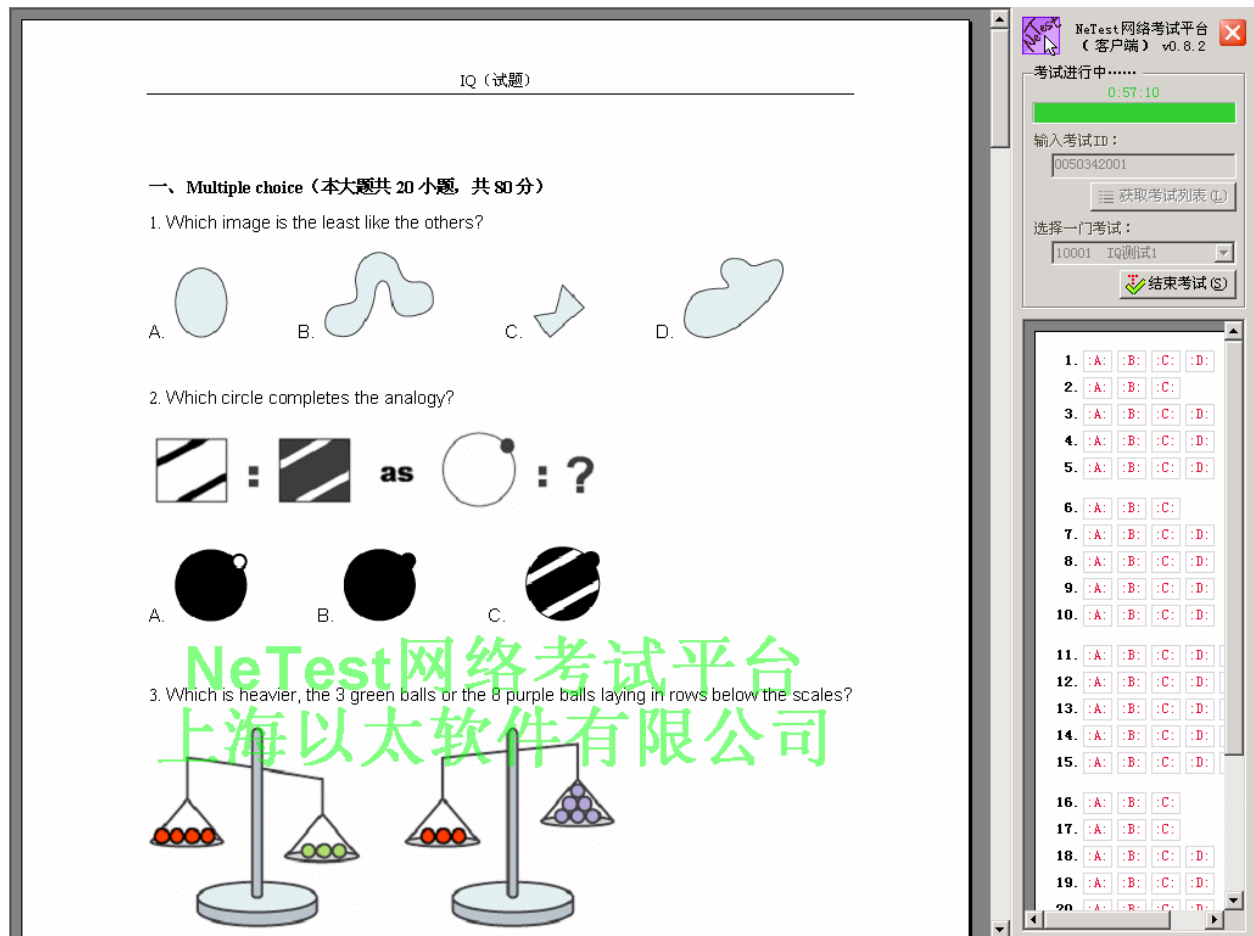 IQ（试题）
一、Multiple choice（本大题共 20 小题，共 80 分）
1. Which image is the least like the others?
A.
B.
C.
D.
2. Which circle completes the analogy?
: as : ?
A.
B.
C.
NeTest网络考试平台
3. Which is heavier, the 3 green balls or the 8 purple balls laying in rows below the scales?
上海以太软件有限公司
NeTest
NeTest网络考试平台
（客户端） v0.8.2
考试进行中······
0:57:10
输入考试ID：
0050342001
获取考试列表(L)
选择一门考试：
10001 IQ测试1
结束考试(S)
1. :A: :B: :C: :D:
2. :A: :B: :C:
3. :A: :B: :C: :D:
4. :A: :B: :C: :D:
5. :A: :B: :C: :D:
6. :A: :B: :C:
7. :A: :B: :C: :D:
8. :A: :B: :C: :D:
9. :A: :B: :C: :D:
10. :A: :B: :C: :D:
11. :A: :B: :C: :D:
12. :A: :B: :C: :D:
13. :A: :B: :C: :D:
14. :A: :B: :C: :D:
15. :A: :B: :C: :D:
16. :A: :B: :C:
17. :A: :B: :C:
18. :A: :B: :C: :D:
19. :A: :B: :C: :D:
20 :A: :B: :C: :D: